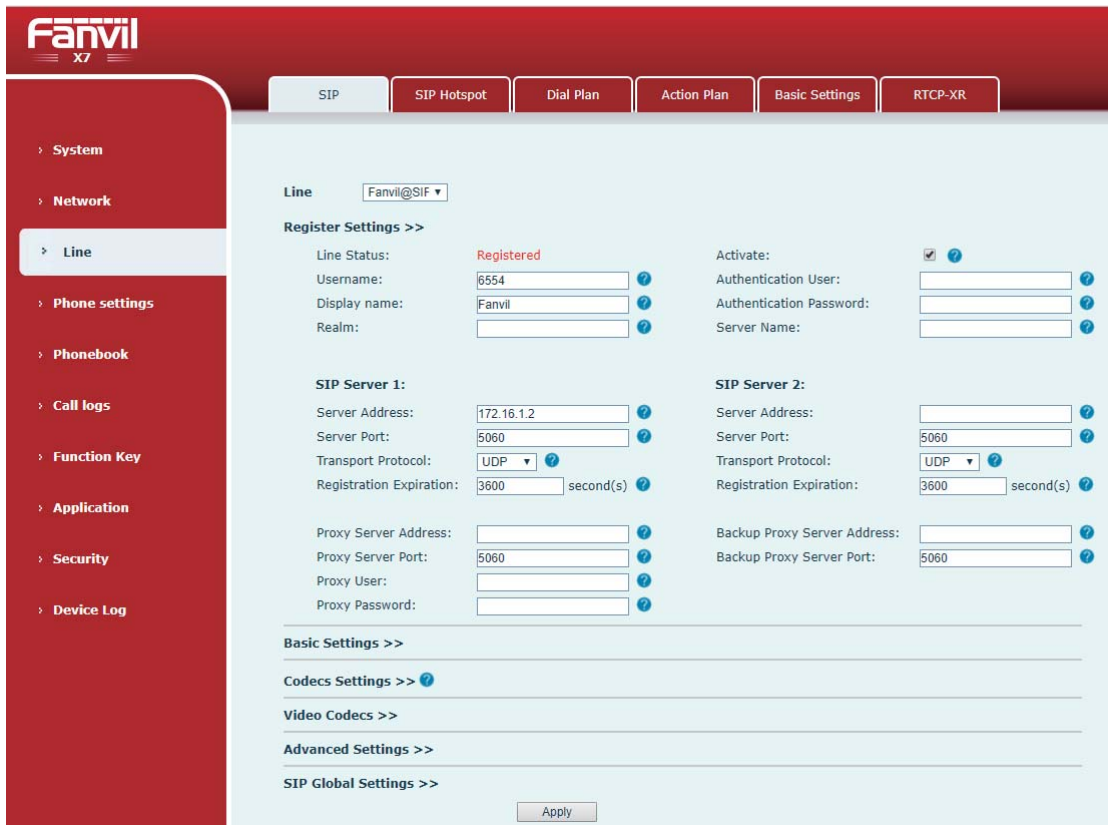 Fanvil
X7
SIP
SIP Hotspot
Dial Plan
Action Plan
Basic Settings
RTCP-XR
› System
› Network
› Line
› Phone settings
› Phonebook
› Call logs
› Function Key
› Application
› Security
› Device Log
Line Fanvil@SIF
Register Settings >>
Line Status: Registered Activate:
Username: 6554 Authentication User:
Display name: Fanvil Authentication Password:
Realm: Server Name:
SIP Server 1: SIP Server 2:
Server Address: 172.16.1.2 Server Address:
Server Port: 5060 Server Port: 5060
Transport Protocol: UDP Transport Protocol: UDP
Registration Expiration: 3600 second(s) Registration Expiration: 3600 second(s)
Proxy Server Address: Backup Proxy Server Address:
Proxy Server Port: 5060 Backup Proxy Server Port: 5060
Proxy User:
Proxy Password:
Basic Settings >>
Codecs Settings >>
Video Codecs >>
Advanced Settings >>
SIP Global Settings >>
Apply